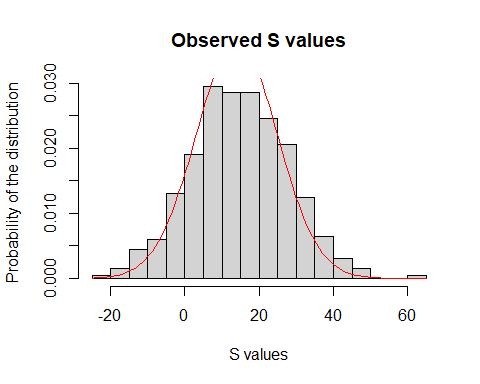 Observed S values
Probability of the distribution
0.030
0.020
0.010
0.000
-20 0 20 40 60
S values